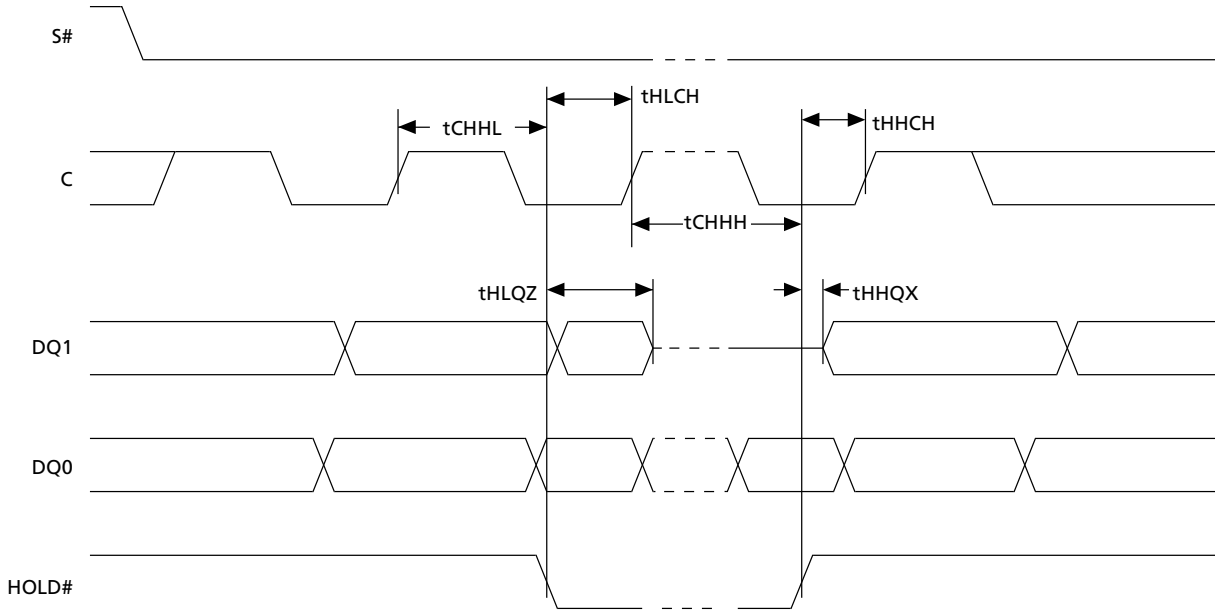 S#
tHLCH
tHHCH
tCHHL
C
tCHHH
tHLQZ
tHHQX
DQ1
DQ0
HOLD#